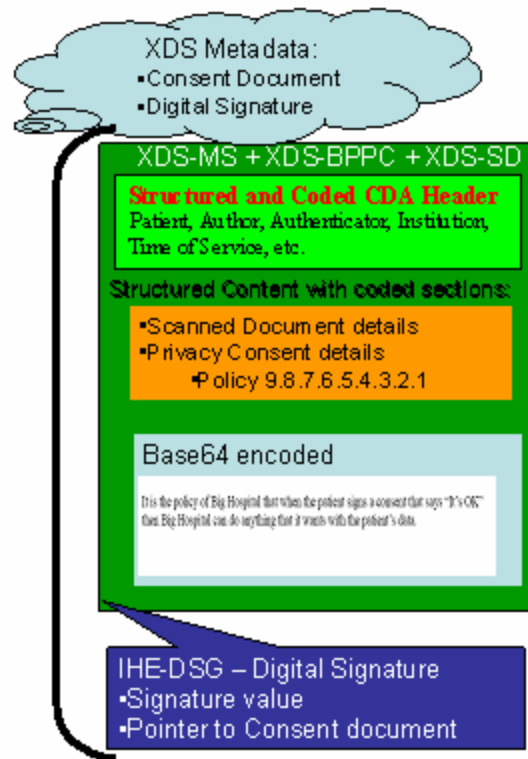 XDS Metadata:
▪Consent Document
▪Digital Signature
XDS-MS + XDS-BPPC + XDS-SD
Structured and Coded CDA Header
Patient, Author, Authenticator, Institution,
Time of Service, etc.
Structured Content with coded sections:
▪Scanned Document details
▪Privacy Consent details
▪Policy 9.8.7.6.5.4.3.2.1
Base64 encoded
It is the policy of Big Hospital that when the patient signs a consent that says “It’s OK”
then Big Hospital can do anything that it wants with the patient’s data.
IHE-DSG – Digital Signature
▪Signature value
▪Pointer to Consent document